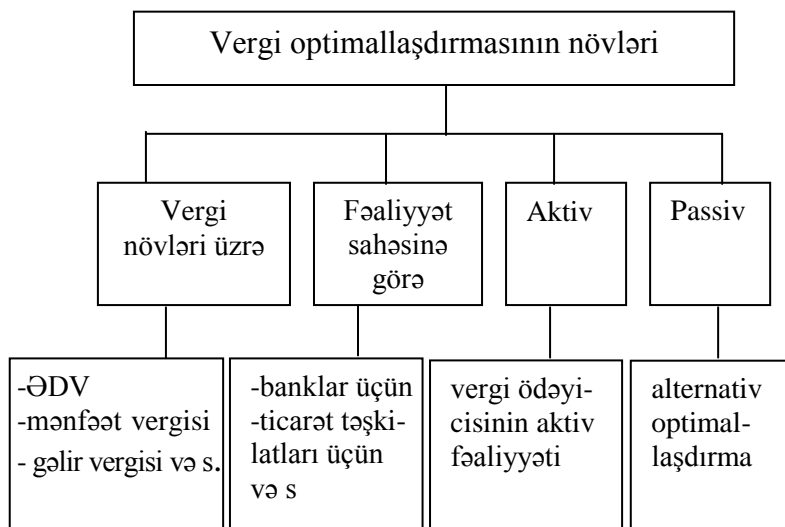 Vergi optimallaşdırmasının növləri
Vergi
növləri üzrə
Fəaliyyət
sahəsinə
görə
Aktiv
Passiv
-ƏDV
-mənfəət vergisi
- gəlir vergisi və s.
-banklar üçün
-ticarət təşki-
latları üçün
və s
vergi ödəyi-
cisinin aktiv
fəaliyyəti
alternativ
optimal-
laşdırma